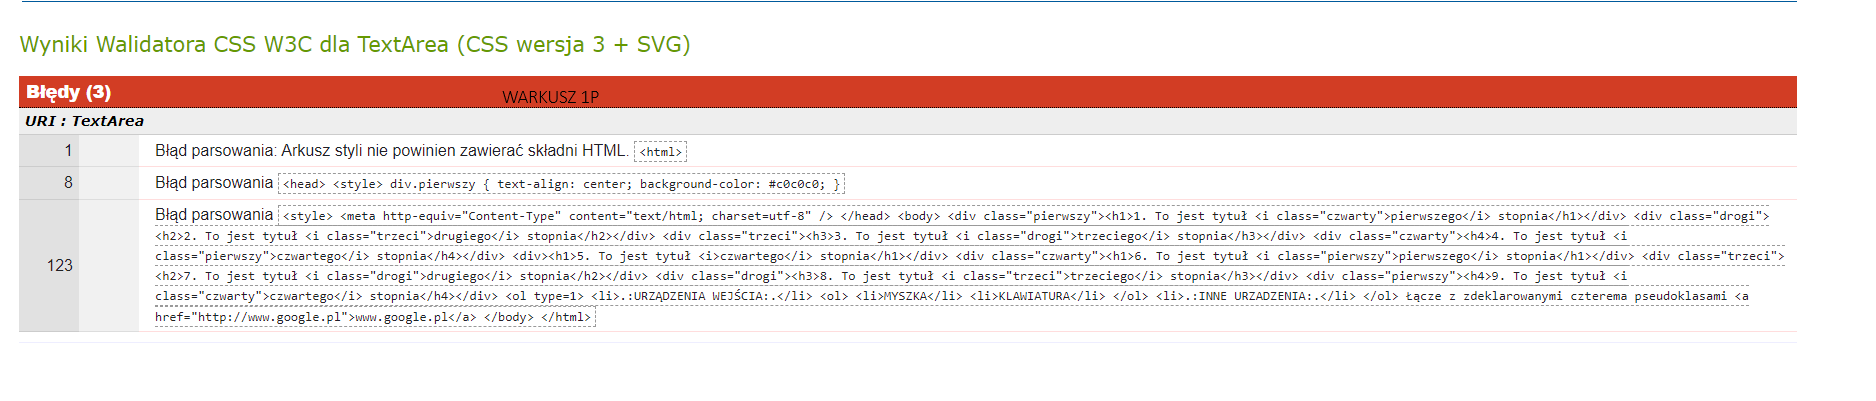 Wyniki Walidatora CSS W3C dla TextArea (CSS wersja 3 + SVG)
Błędy (3)
WARKUSZ 1P
URI : TextArea
1 Błąd parsowania: Arkusz styli nie powinien zawierać składni HTML. <html>
8 Błąd parsowania <head> <style> div.pierwszy { text-align: center; background-color: #c0c0c0; }
123 Błąd parsowania <style> <meta http-equiv="Content-Type" content="text/html; charset=utf-8" /> </head> <body> <div class="pierwszy"><h1>1. To jest tytuł <i class="czwarty">pierwszego</i> stopnia</h1></div> <div class="drogi">
<h2>2. To jest tytuł <i class="trzeci">drugiego</i> stopnia</h2></div> <div class="trzeci"><h3>3. To jest tytuł <i class="drogi">trzeciego</i> stopnia</h3></div> <div class="czwarty"><h4>4. To jest tytuł <i
class="pierwszy">czwartego</i> stopnia</h4></div> <div><h1>5. To jest tytuł <i>czwartego</i> stopnia</h1></div> <div class="czwarty"><h1>6. To jest tytuł <i class="pierwszy">pierwszego</i> stopnia</h1></div> <div class="trzeci">
<h2>7. To jest tytuł <i class="drogi">drugiego</i> stopnia</h2></div> <div class="drogi"><h3>8. To jest tytuł <i class="trzeci">trzeciego</i> stopnia</h3></div> <div class="pierwszy"><h4>9. To jest tytuł <i
class="czwarty">czwartego</i> stopnia</h4></div> <ol type=1> <li>.:URZĄDZENIA WEJŚCIA:.</li> <ol> <li>MYSZKA</li> <li>KLAWIATURA</li> </ol> <li>.:INNE URZADZENIA:.</li> </ol> Łącze z zdeklarowanymi czterema pseudoklasami <a
href="http://www.google.pl">www.google.pl</a> </body> </html>